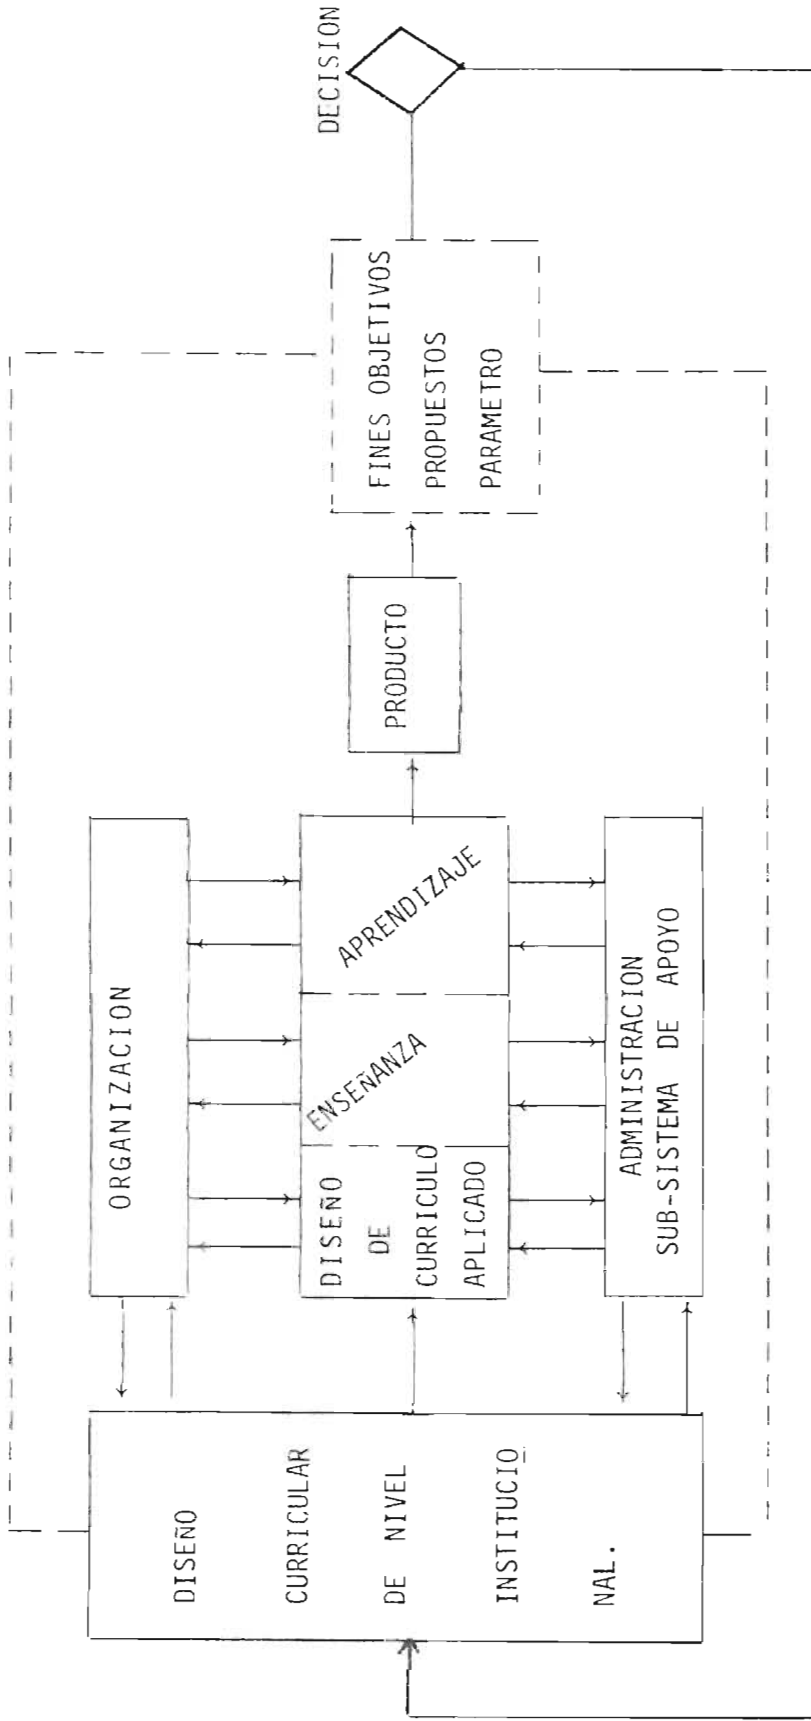 DISEÑO
CURRICULAR
DE NIVEL
INSTITUCIO
NAL.
ORGANIZACION
DISEÑO
DE
CURRICULO
APLICADO
ENSEÑANZA
APRENDIZAJE
ADMINISTRACION
SUB-SISTEMA DE APOYO
PRODUCTO
FINES OBJETIVOS
PROPUESTOS
PARAMETRO
DECISION